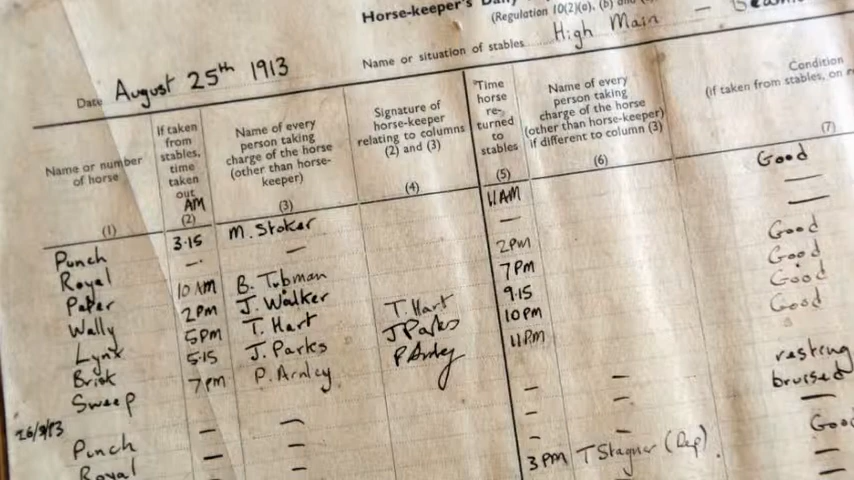 Horse-keeper's
(Regulation 10(2)(a), (b) and
Name or situation of stables High Main –
Date August 25th 1913
Name or number of horse
(1)
If taken from stables, time taken out
AM
(2)
Name of every person taking charge of the horse (other than horse-keeper)
(3)
Signature of horse-keeper relating to columns (2) and (3)
(4)
Time horse re-turned to stables
(5)
Name of every person taking charge of the horse (other than horse-keeper) if different to column (3)
(6)
Condition
(if taken from stables, on
(7)
Punch 3.15 M. Stoker 11AM Good
Royal – – – –
Pater 10AM B. Tubman 2PM Good
Wally 2PM J. Walker T. Hart 7PM Good
Lynx 5PM T. Hart J Parks 9.15 Good
Brisk 5.15 J. Parks P Arnley 10PM Good
Sweep 7PM P. Arnley 11PM
resting
bruised
26/9/13
Punch – – – –
Royal – –
3PM T Stagner (Dep). Good